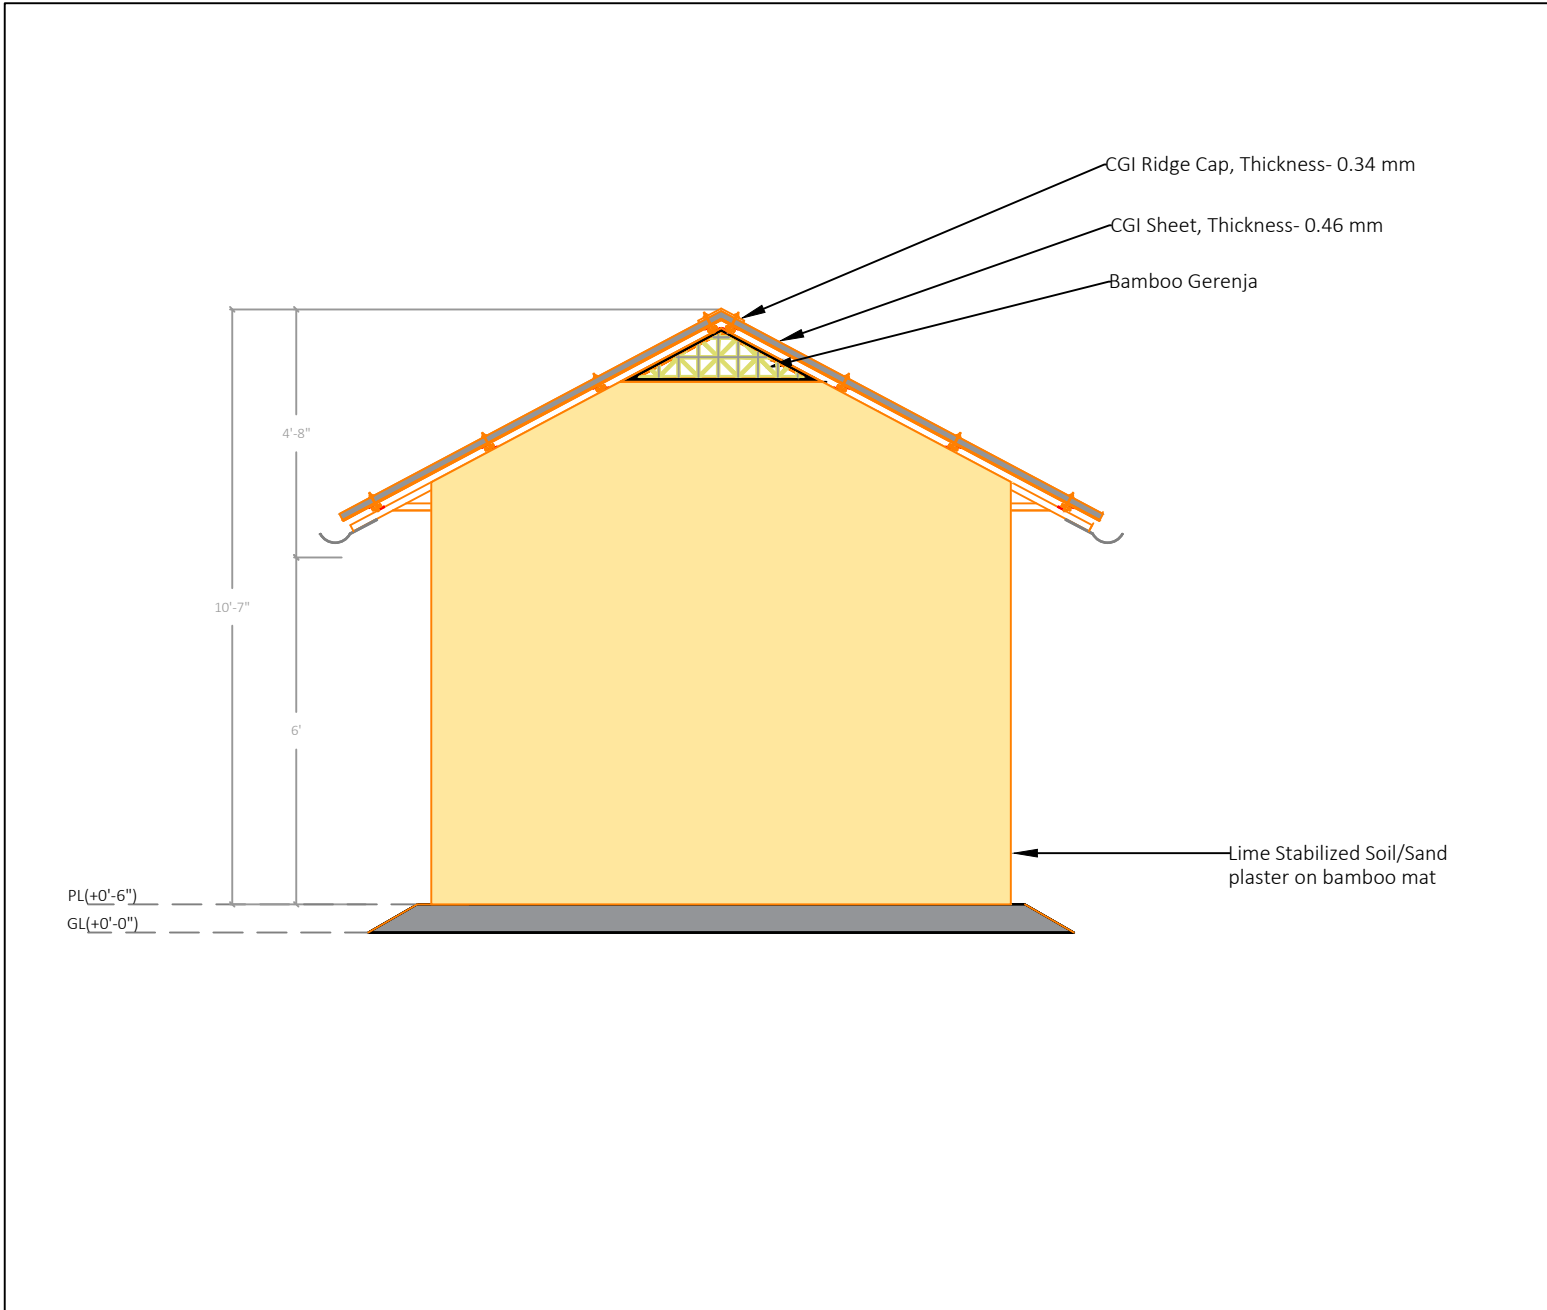 CGI Ridge Cap, Thickness- 0.34 mm
CGI Sheet, Thickness- 0.46 mm
Bamboo Gerenja
4'-8"
10'-7"
6'
Lime Stabilized Soil/Sand
plaster on bamboo mat
PL(+0'-6")
GL(+0'-0")